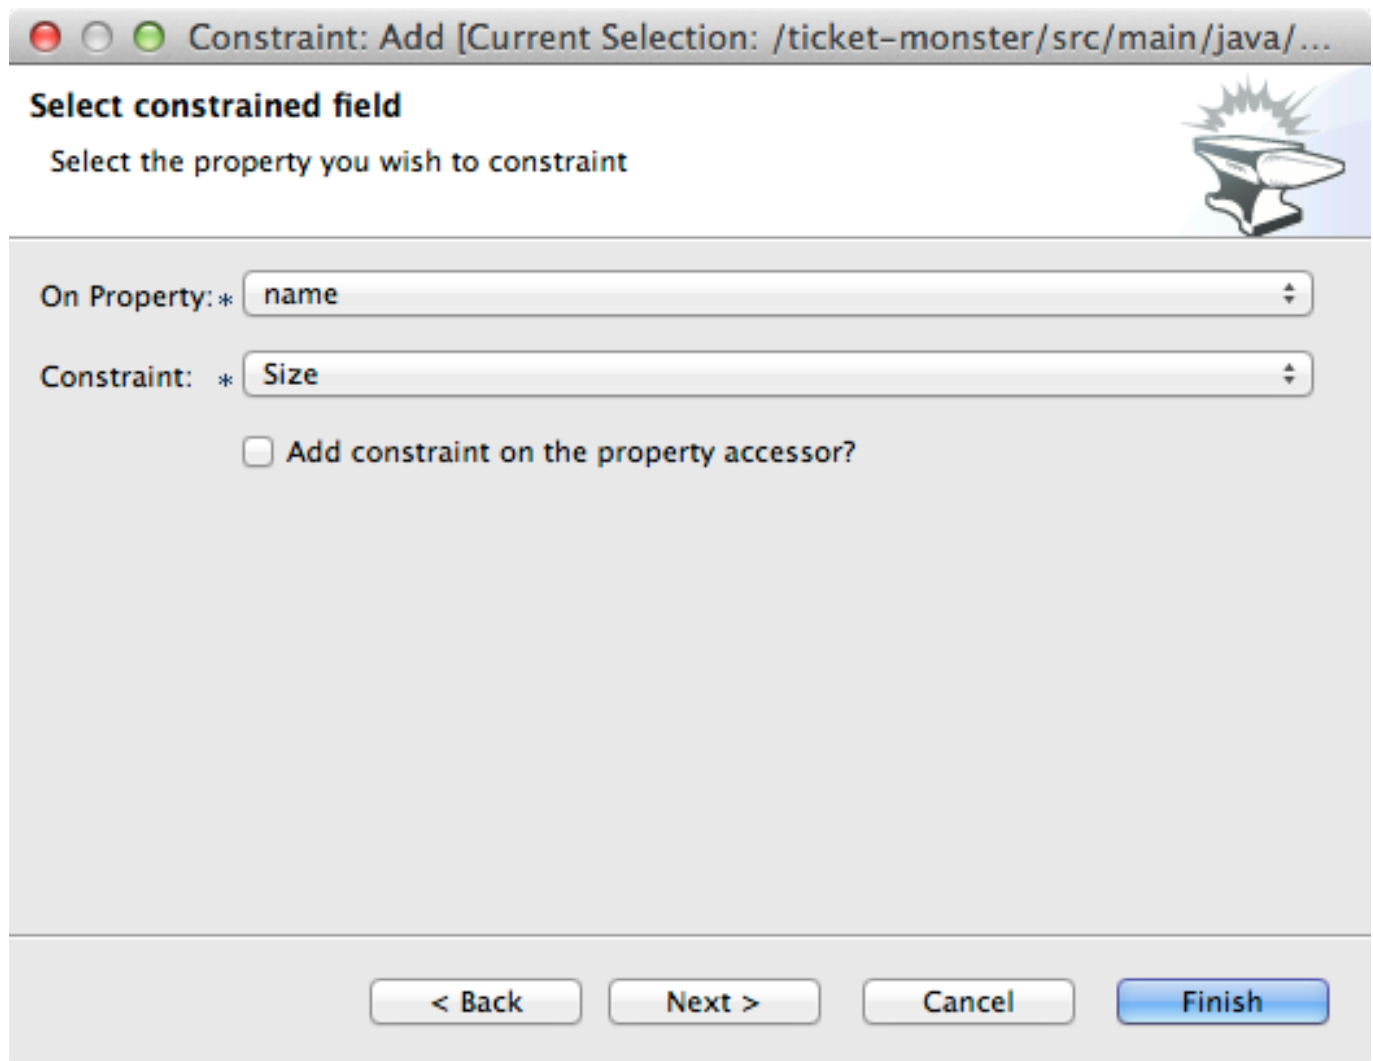 Constraint: Add [Current Selection: /ticket-monster/src/main/java/...
Select constrained field
Select the property you wish to constraint
On Property:* name
Constraint: * Size
Add constraint on the property accessor?
< Back Next > Cancel Finish